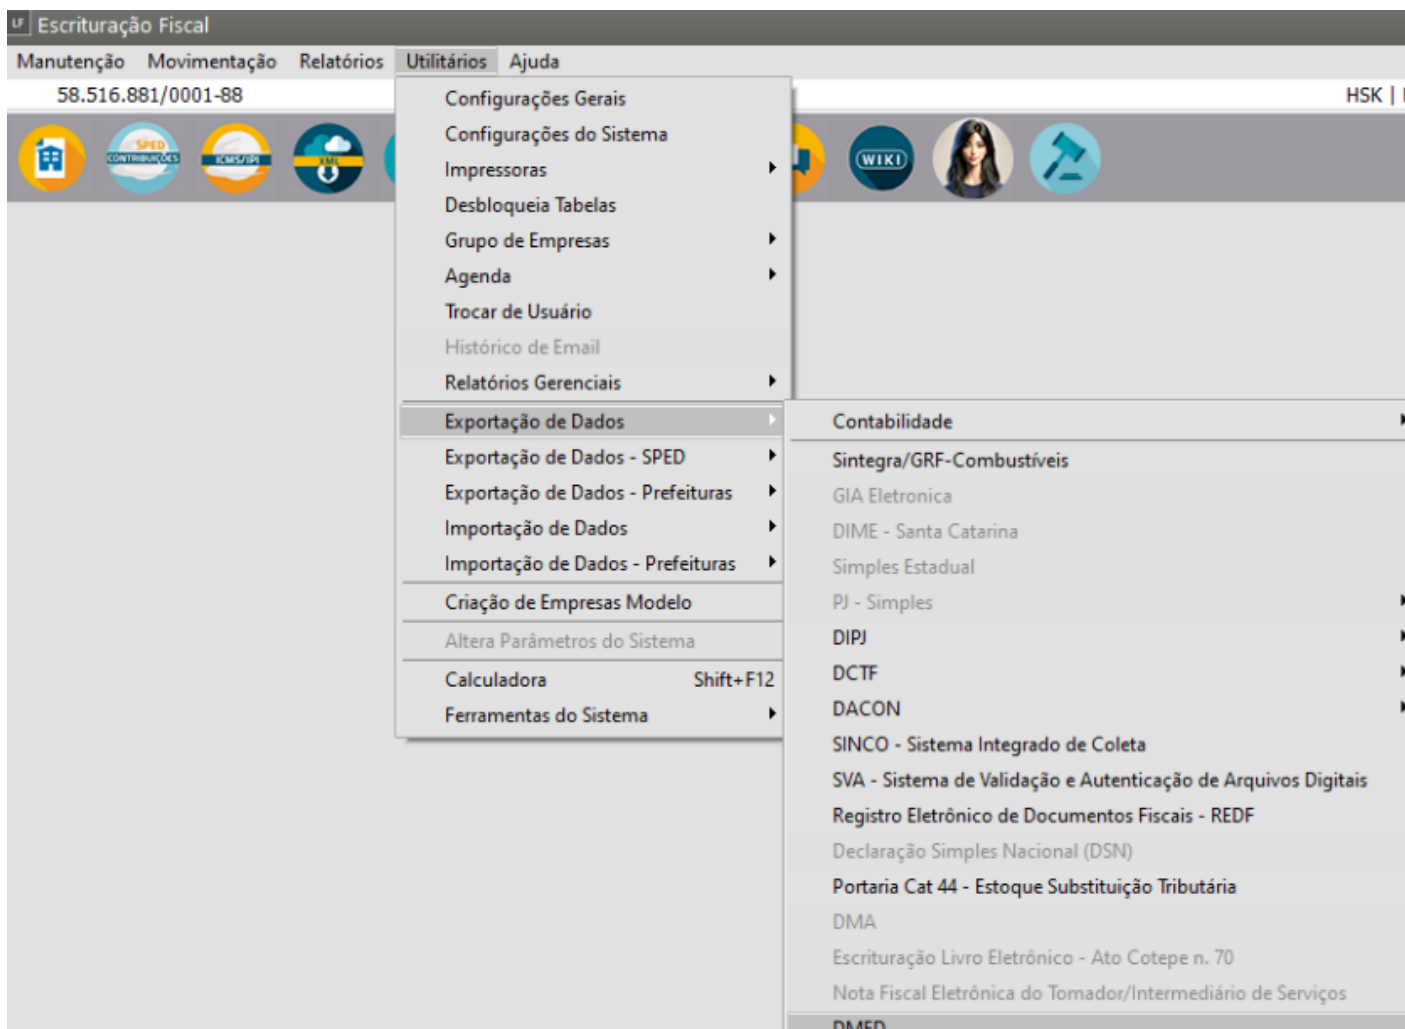 LF Escrituração Fiscal
Manutenção Movimentação Relatórios Utilitários Ajuda
58.516.881/0001-88 HSK |
SPED CONTRIBUIÇÕES ICMS/IPI XML WIKI
Configurações Gerais
Configurações do Sistema
Impressoras
Desbloqueia Tabelas
Grupo de Empresas
Agenda
Trocar de Usuário
Histórico de Email
Relatórios Gerenciais
Exportação de Dados
Exportação de Dados - SPED
Exportação de Dados - Prefeituras
Importação de Dados
Importação de Dados - Prefeituras
Criação de Empresas Modelo
Altera Parâmetros do Sistema
Calculadora Shift+F12
Ferramentas do Sistema
Contabilidade
Sintegra/GRF-Combustíveis
GIA Eletronica
DIME - Santa Catarina
Simples Estadual
PJ - Simples
DIPJ
DCTF
DACON
SINCO - Sistema Integrado de Coleta
SVA - Sistema de Validação e Autenticação de Arquivos Digitais
Registro Eletrônico de Documentos Fiscais - REDF
Declaração Simples Nacional (DSN)
Portaria Cat 44 - Estoque Substituição Tributária
DMA
Escrituração Livro Eletrônico - Ato Cotepe n. 70
Nota Fiscal Eletrônica do Tomador/Intermediário de Serviços
DMED